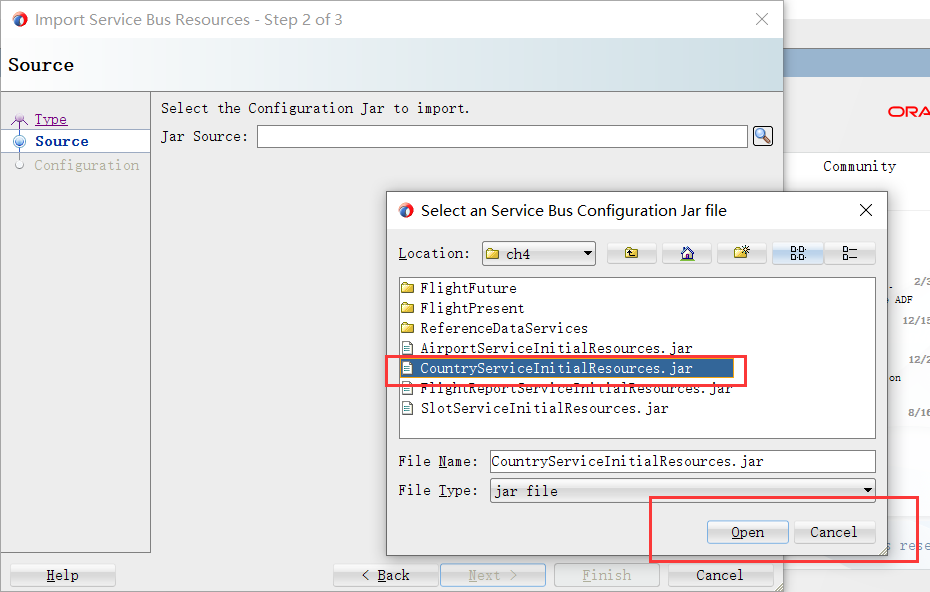 Import Service Bus Resources - Step 2 of 3
Source
Type
Source
Configuration
Select the Configuration Jar to import.
Jar Source:
ORA
Community
Select an Service Bus Configuration Jar file
Location: ch4
FlightFuture
FlightPresent
ReferenceDataServices
AirportServiceInitialResources.jar
CountryServiceInitialResources.jar
FlightReportServiceInitialResources.jar
SlotServiceInitialResources.jar
File Name: CountryServiceInitialResources.jar
File Type: jar file
Open Cancel
2/3
ADF
12/15
12/2
on
8/16
s rese
Help < Back Next > Finish Cancel